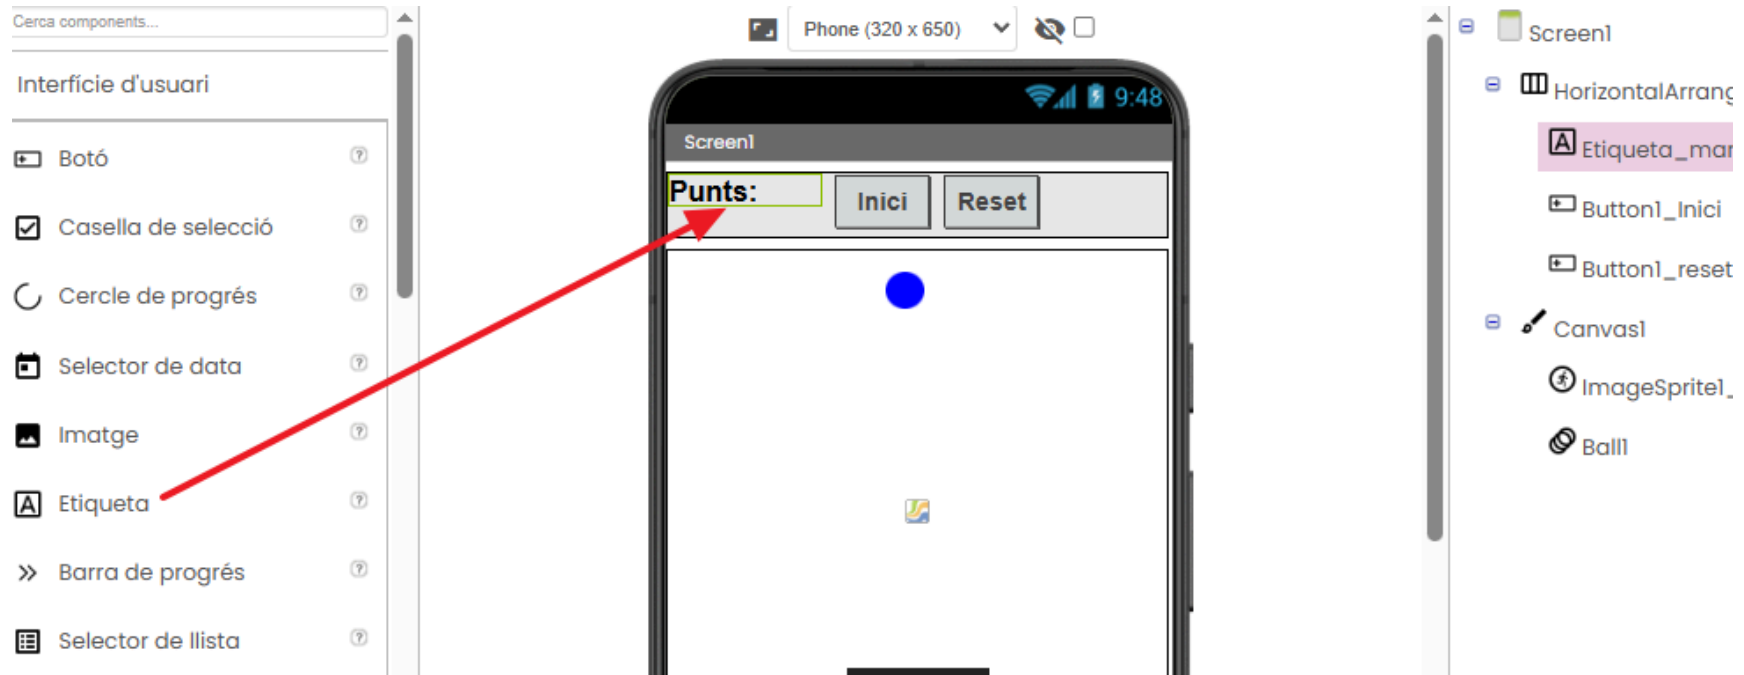 Cerca components...
Interfície d'usuari
Botó
Casella de selecció
Cercle de progrés
Selector de data
Imatge
Etiqueta
Barra de progrés
Selector de llista
Phone (320 x 650)
9:48
Screen1
Punts:
Inici
Reset
Screen1
HorizontalArrang
Etiqueta_mar
Button1_Inici
Button1_reset
Canvas1
ImageSprite1_
Ball1